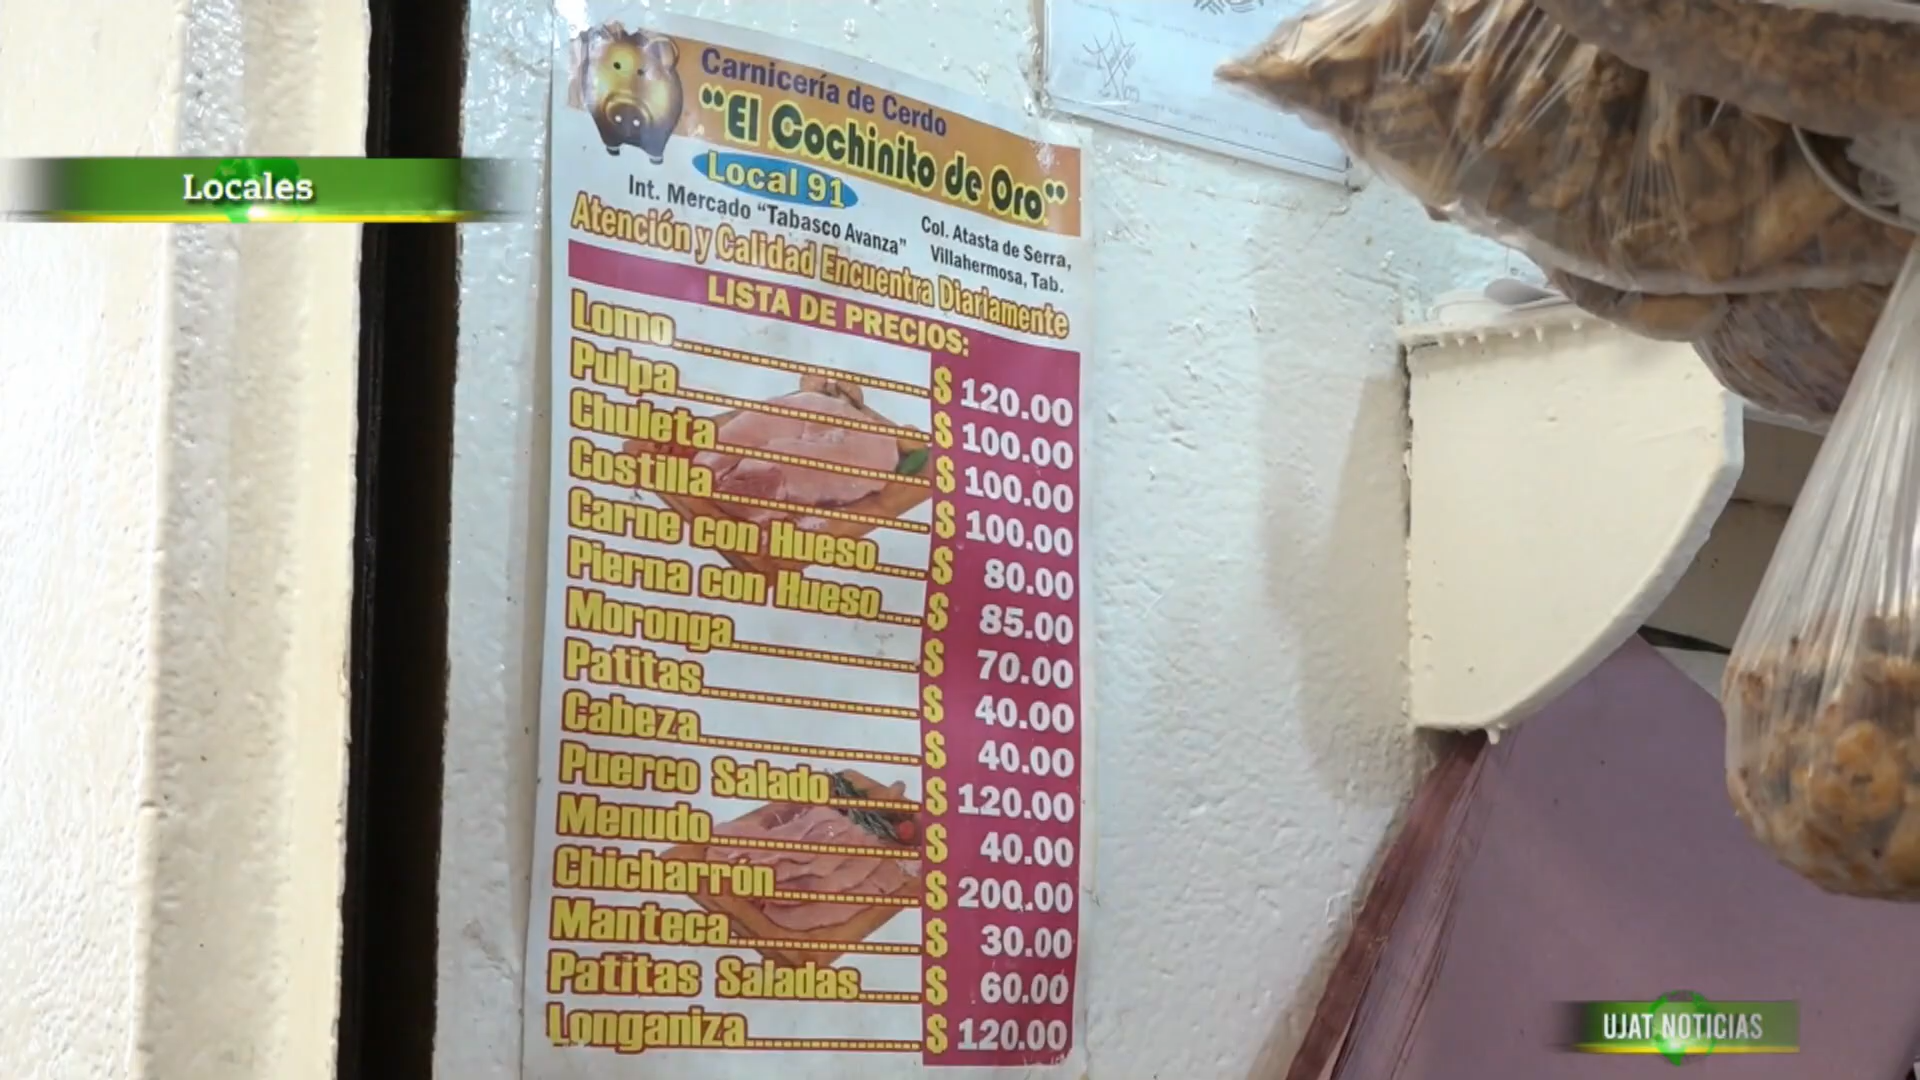 Locales
Carnicería de Cerdo
"El Cochinito de Oro"
Local 91
Int. Mercado "Tabasco Avanza"
Col. Atasta de Serra,
Villahermosa, Tab.
Atención y Calidad Encuentra Diariamente
LISTA DE PRECIOS:
Lomo $ 120.00
Pulpa $ 100.00
Chuleta $ 100.00
Costilla $ 100.00
Carne con Hueso $ 80.00
Pierna con Hueso $ 85.00
Moronga $ 70.00
Patitas $ 40.00
Cabeza $ 40.00
Puerco Salado $ 120.00
Menudo $ 40.00
Chicharrón $ 200.00
Manteca $ 30.00
Patitas Saladas $ 60.00
Longaniza $ 120.00
UJAT NOTICIAS